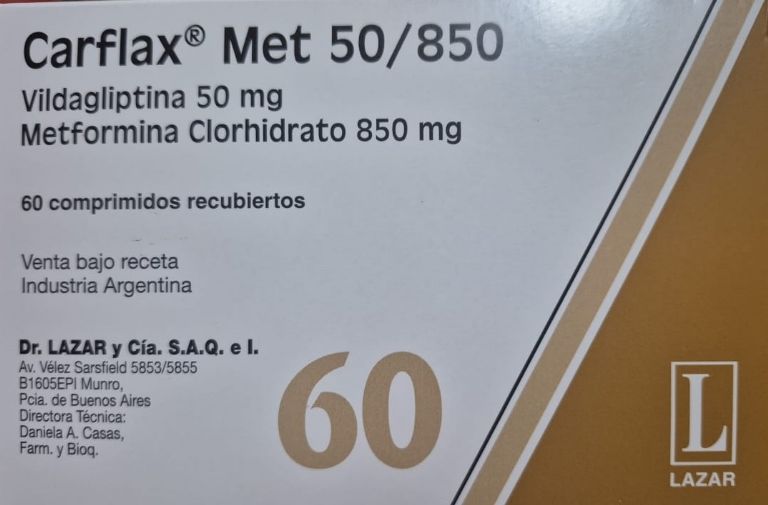 Carflax® Met 50/850
Vildagliptina 50 mg
Metformina Clorhidrato 850 mg
60 comprimidos recubiertos
Venta bajo receta
Industria Argentina
Dr. LAZAR y Cía. S.A.Q. e I.
Av. Vélez Sarsfield 5853/5855
B1605EPI Munro,
Pcia. de Buenos Aires
Directora Técnica:
Daniela A. Casas,
Farm. y Bioq.
60
L
LAZAR